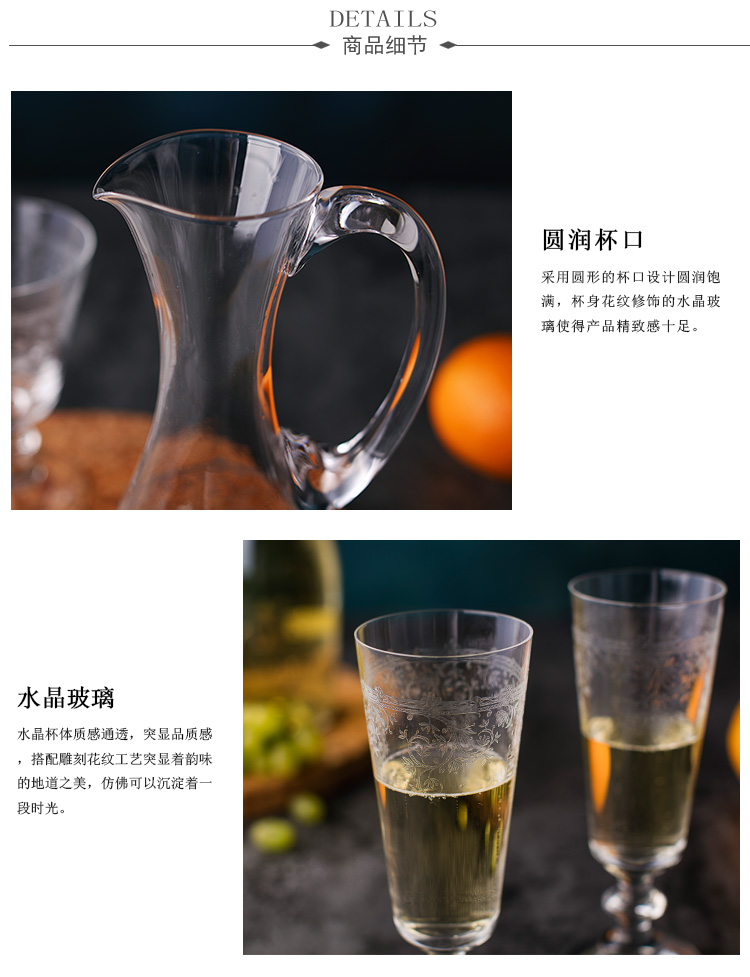 DETAILS
商品细节
圆润杯口
采用圆形的杯口设计圆润饱
满，杯身花纹修饰的水晶玻
璃使得产品精致感十足。
水晶玻璃
水晶杯体质感通透，突显品质感
，搭配雕刻花纹工艺突显着韵味
的地道之美，仿佛可以沉淀着一
段时光。